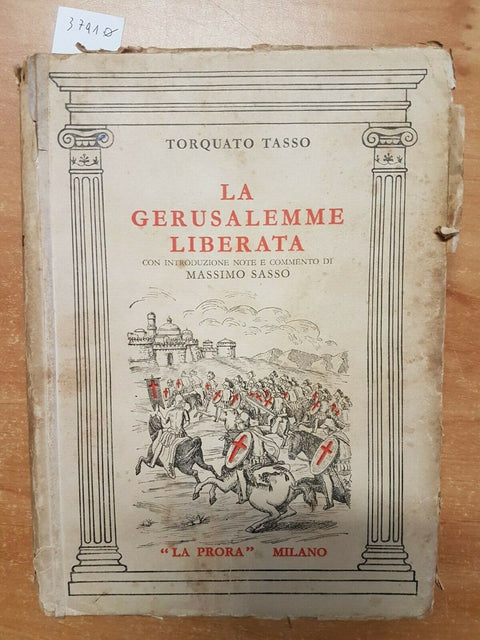 3791
TORQUATO TASSO
LA
GERUSALEMME
LIBERATA
CON INTRODUZIONE NOTE E COMMENTO DI
MASSIMO SASSO
"LA PRORA" MILANO